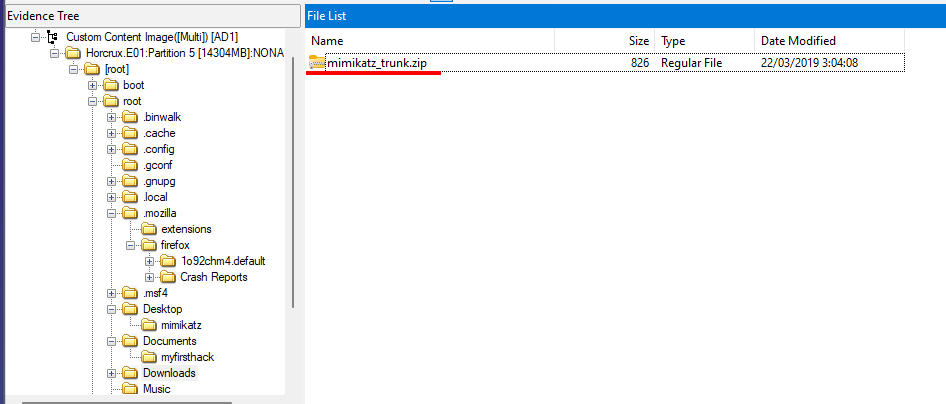 Evidence Tree
Custom Content Image([Multi]) [AD1]
Horcrux.E01:Partition 5 [14304MB]:NONA
[root]
boot
root
.binwalk
.cache
.config
.gconf
.gnupg
.local
.mozilla
extensions
firefox
1o92chm4.default
Crash Reports
.msf4
Desktop
mimikatz
Documents
myfirsthack
Downloads
Music
File List
Name Size Type Date Modified
mimikatz_trunk.zip 826 Regular File 22/03/2019 3:04:08